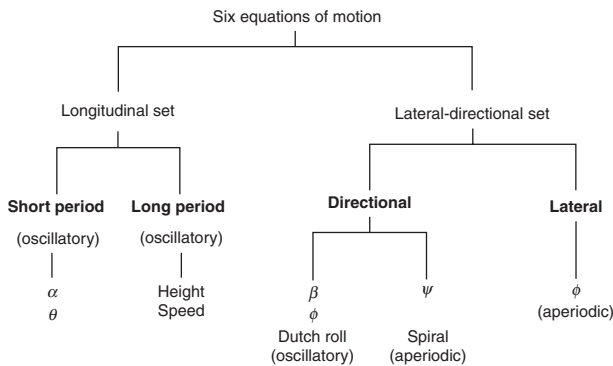 Six equations of motion
Longitudinal set
Lateral-directional set
Short period
Long period
Directional
Lateral
(oscillatory)
(oscillatory)
α
θ
Height
Speed
β
ϕ
Dutch roll
(oscillatory)
ψ
Spiral
(aperiodic)
ϕ
(aperiodic)